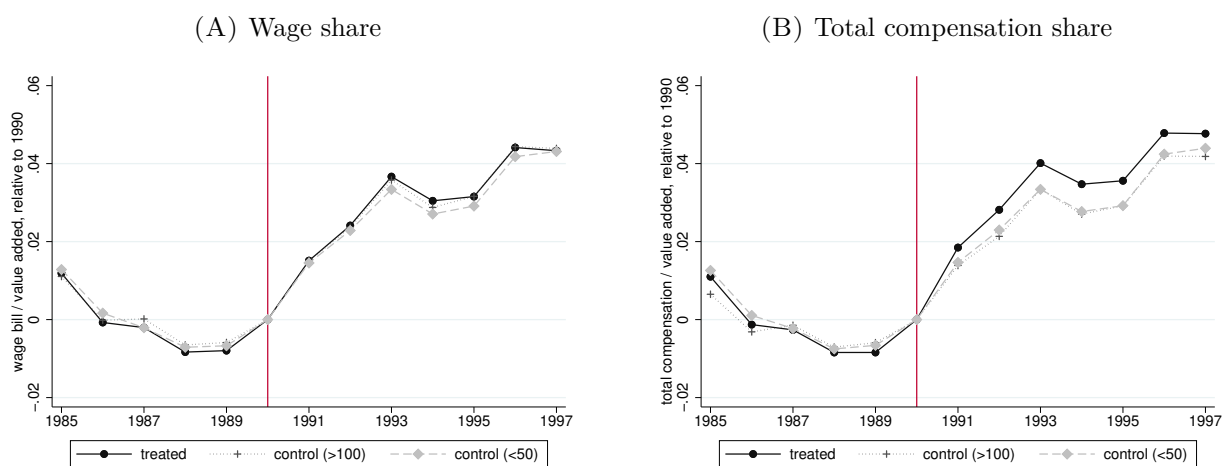 (A) Wage share
wage bill / value added, relative to 1990
.06
.04
.02
0
-.02
1985 1987 1989 1991 1993 1995 1997
treated control (>100) control (<50)
(B) Total compensation share
total compensation / value added, relative to 1990
.06
.04
.02
0
-.02
1985 1987 1989 1991 1993 1995 1997
treated control (>100) control (<50)